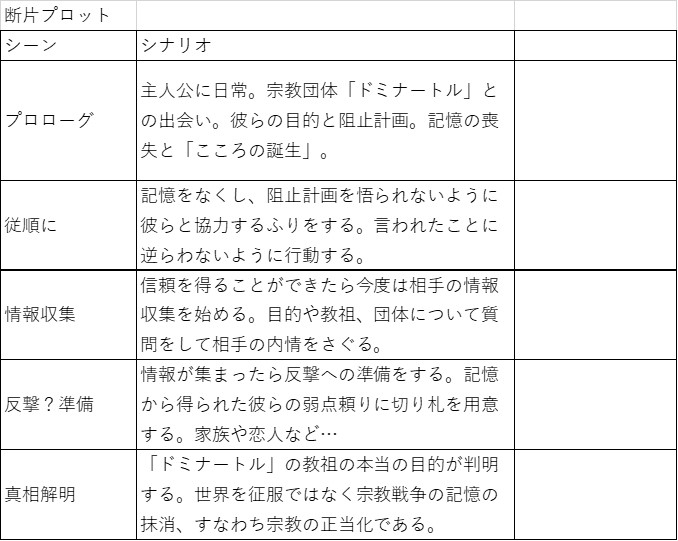 断片プロット
シーン
シナリオ
プロローグ
主人公に日常。宗教団体「ドミナートル」と
の出会い。彼らの目的と阻止計画。記憶の喪
失と「こころの誕生」。
従順に
記憶をなくし、阻止計画を悟られないように
彼らと協力するふりをする。言われたことに
逆らわないように行動する。
情報収集
信頼を得ることができたら今度は相手の情報
収集を始める。目的や教祖、団体について質
問をして相手の内情をさぐる。
反撃？準備
情報が集まったら反撃への準備をする。記憶
から得られた彼らの弱点頼りに切り札を用意
する。家族や恋人など…
真相解明
「ドミナートル」の教祖の本当の目的が判明
する。世界を征服ではなく宗教戦争の記憶の
抹消、すなわち宗教の正当化である。